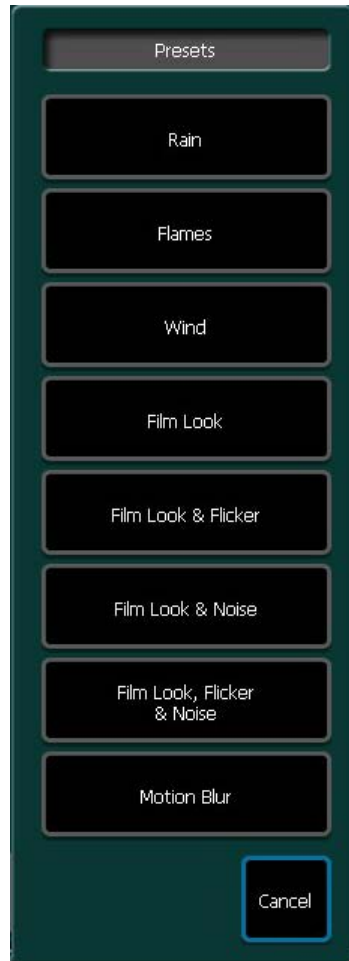 Presets
Rain
Flames
Wind
Film Look
Film Look & Flicker
Film Look & Noise
Film Look, Flicker
& Noise
Motion Blur
Cancel